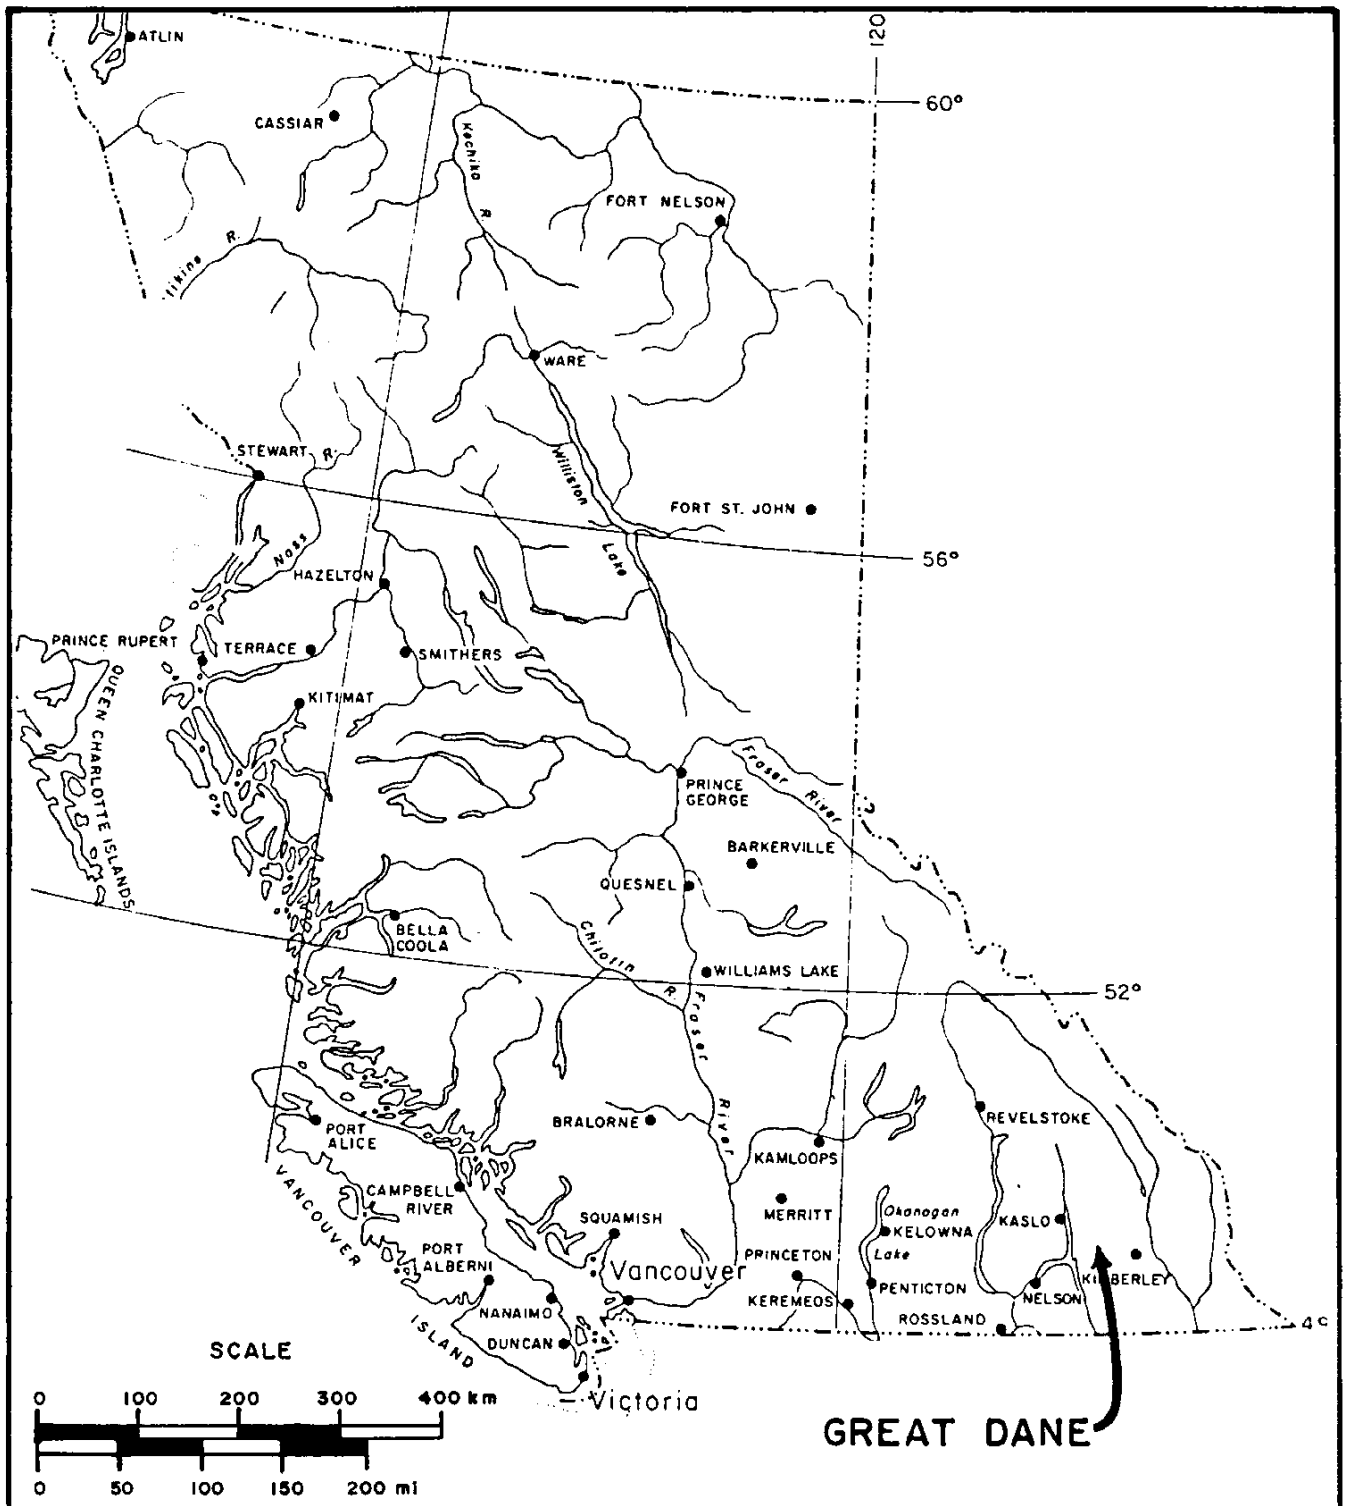 120
ATLIN
60°
CASSIAR
Kechika
R.
FORT NELSON
R.
WARE
STEWART
R.
Williston
FORT ST. JOHN
Nass
Lake
56°
HAZELTON
PRINCE RUPERT
TERRACE
SMITHERS
KITIMAT
QUEEN CHARLOTTE ISLANDS
Fraser River
PRINCE
GEORGE
BARKERVILLE
QUESNEL
BELLA
COOLA
Chilotin
R.
WILLIAMS LAKE
52°
Fraser
River
PORT
ALICE
BRALORNE
REVELSTOKE
KAMLOOPS
VANCOUVER
ISLAND
CAMPBELL
RIVER
MERRITT
Okanagan
Lake
KELOWNA
KASLO
SQUAMISH
PORT
ALBERNI
PRINCETON
Vancouver
KIMBERLEY
PENTICTON
NELSON
KEREMEOS
NANAIMO
ROSSLAND
DUNCAN
Victoria
SCALE
0 100 200 300 400 km
0 50 100 150 200 mi
GREAT DANE